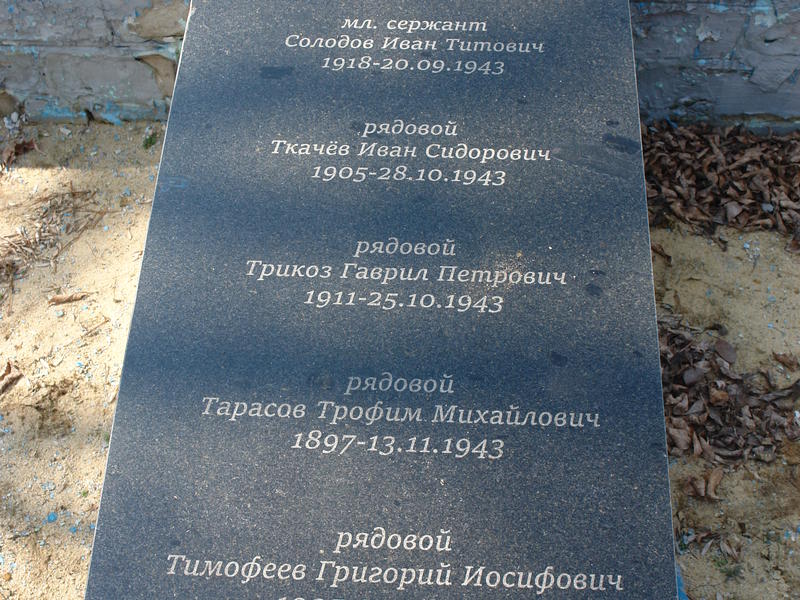 мл. сержант
Солодов Иван Титович
1918-20.09.1943
рядовой
Ткачёв Иван Сидорович
1905-28.10.1943
рядовой
Трикоз Гаврил Петрович
1911-25.10.1943
рядовой
Тарасов Трофим Михайлович
1897-13.11.1943
рядовой
Тимофеев Григорий Иосифович